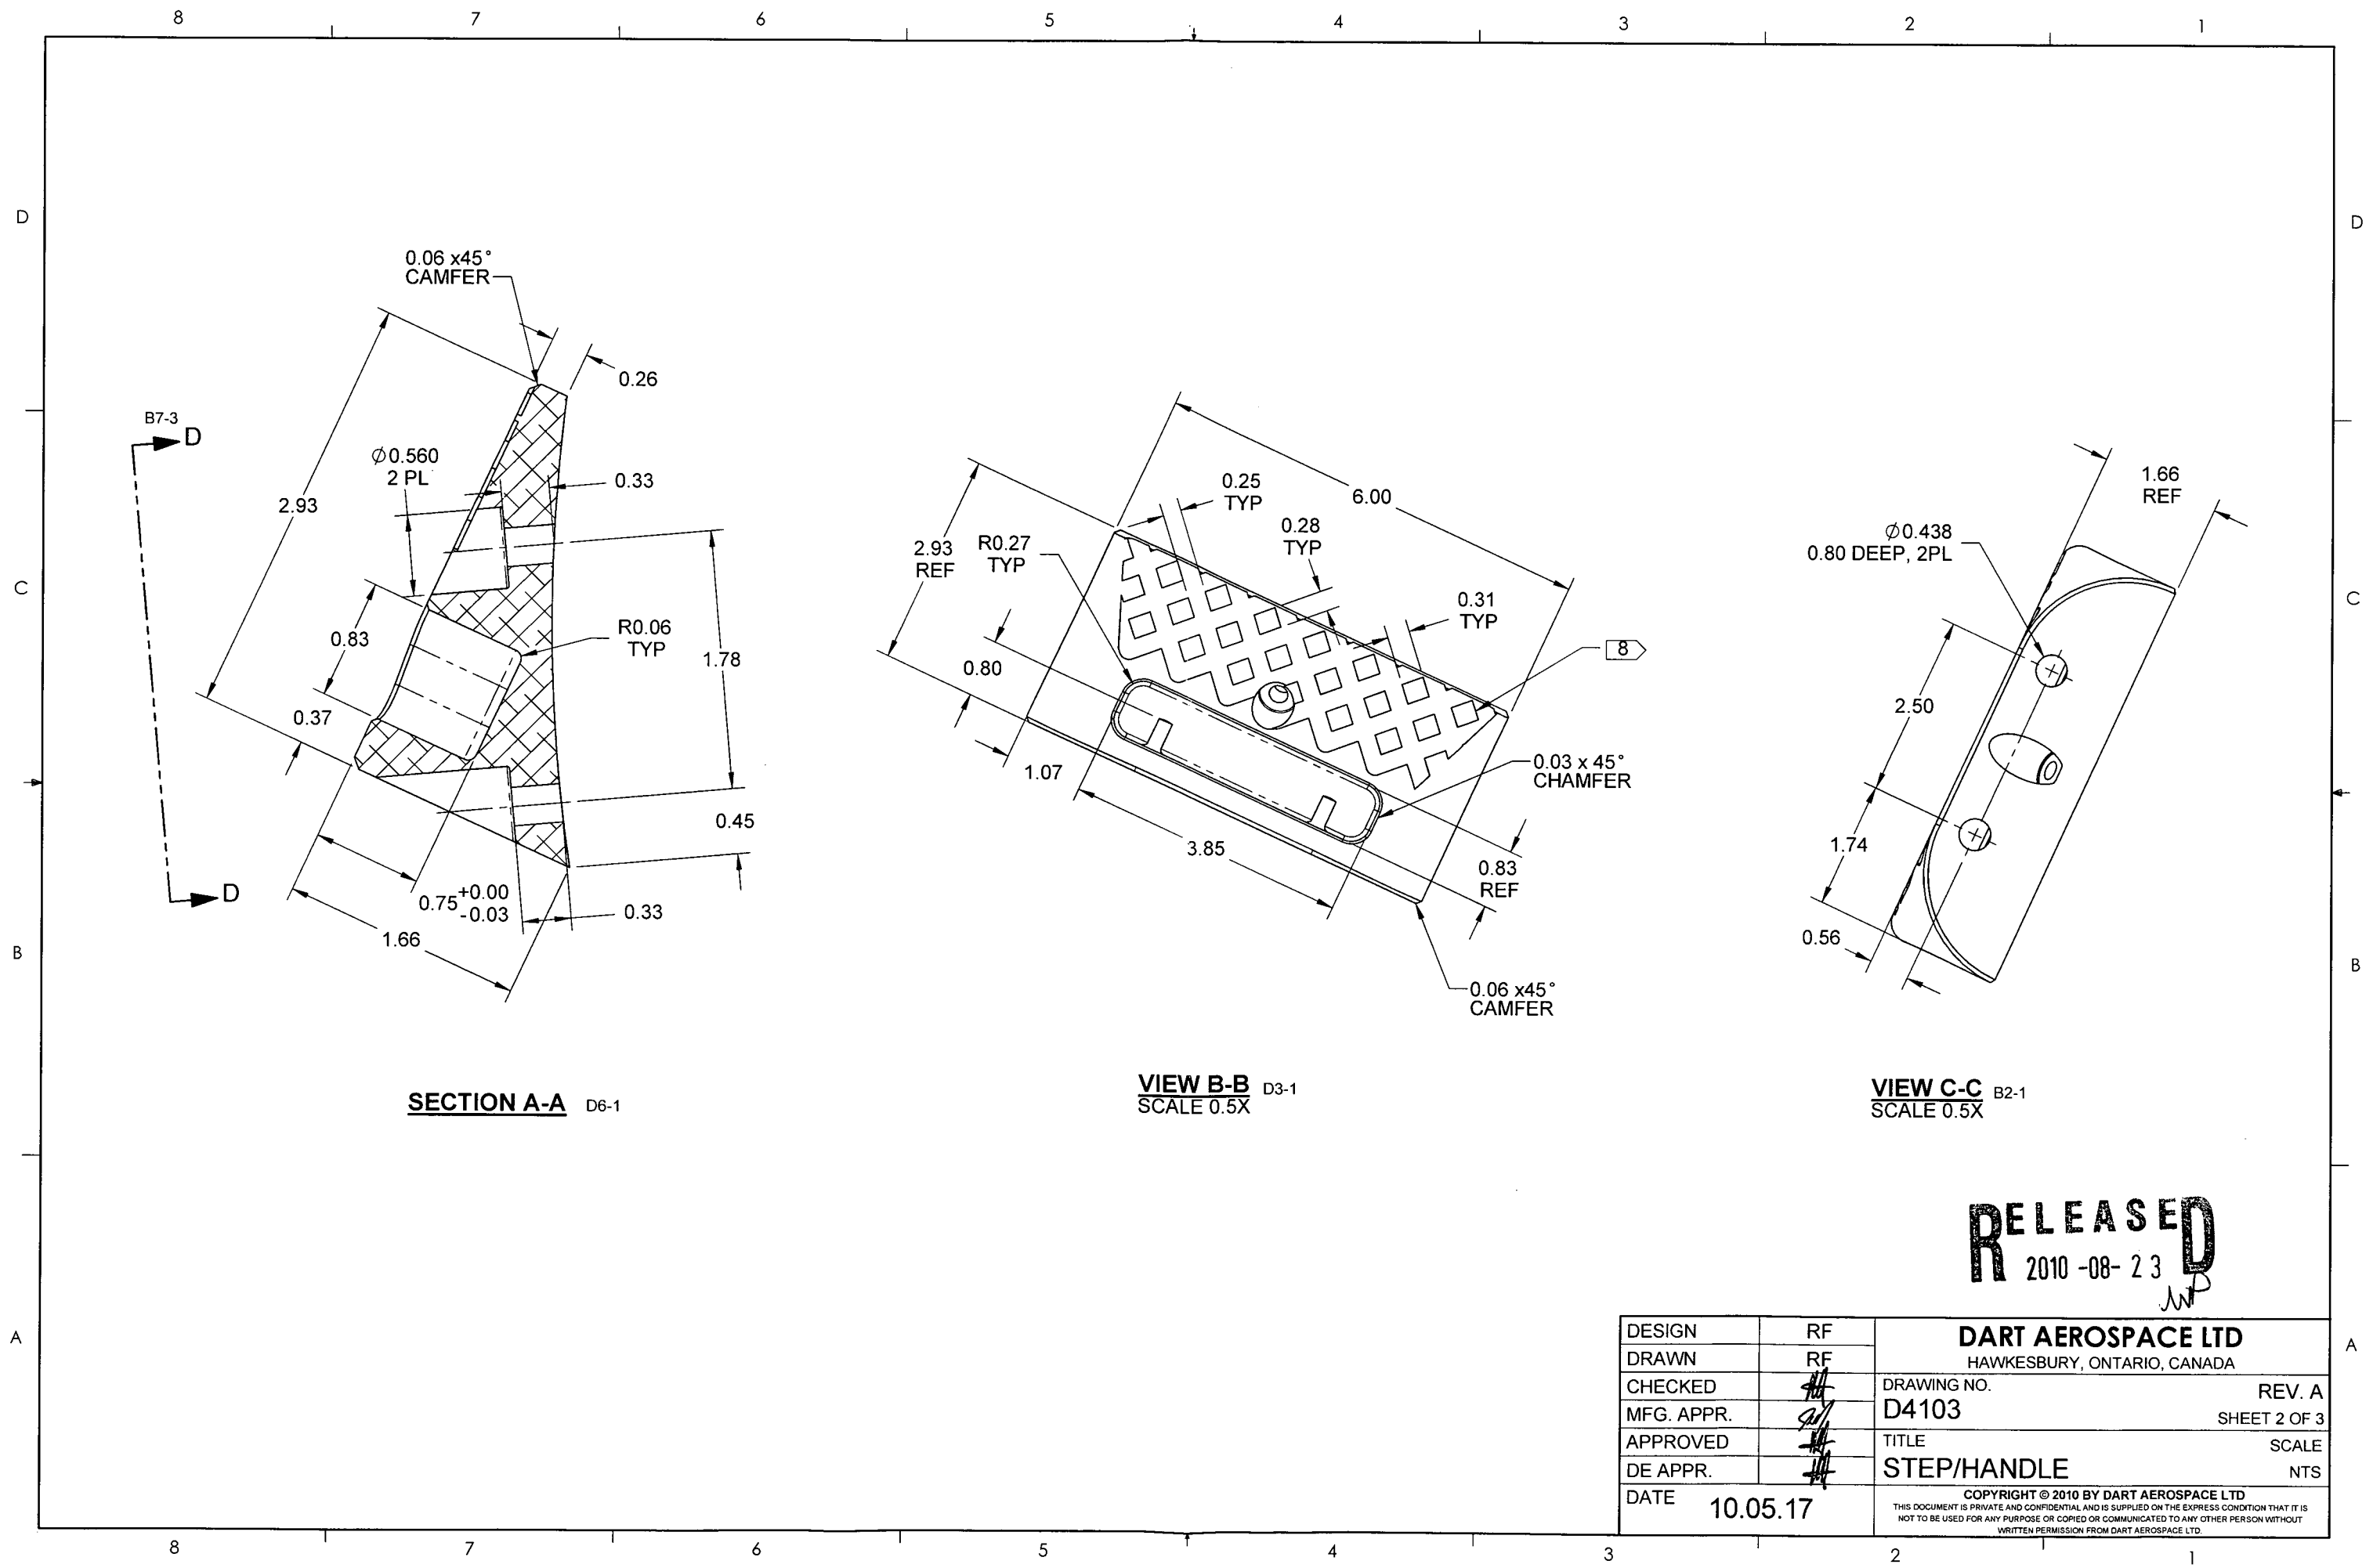 8 7 6 5 4 3 2 1
D
D
C
C
B
B
A
A
0.06 x45°
CAMFER
0.26
B7-3
D
Ø0.560
2 PL
0.33
2.93
0.83
R0.06
TYP
1.78
0.37
0.45
D
0.75 +0.00
-0.03
0.33
1.66
SECTION A-A D6-1
0.25
TYP
6.00
0.28
TYP
2.93
REF
R0.27
TYP
0.31
TYP
8
0.80
0.03 x 45°
CHAMFER
1.07
3.85
0.83
REF
0.06 x45°
CAMFER
VIEW B-B D3-1
SCALE 0.5X
1.66
REF
Ø0.438
0.80 DEEP, 2PL
2.50
1.74
0.56
VIEW C-C B2-1
SCALE 0.5X
RELEASED
2010-08-23
DESIGN RF
DRAWN RF
CHECKED
MFG. APPR.
APPROVED
DE APPR.
DATE 10.05.17
DART AEROSPACE LTD
HAWKESBURY, ONTARIO, CANADA
DRAWING NO. REV. A
D4103 SHEET 2 OF 3
TITLE SCALE
STEP/HANDLE NTS
COPYRIGHT © 2010 BY DART AEROSPACE LTD
THIS DOCUMENT IS PRIVATE AND CONFIDENTIAL AND IS SUPPLIED ON THE EXPRESS CONDITION THAT IT IS
NOT TO BE USED FOR ANY PURPOSE OR COPIED OR COMMUNICATED TO ANY OTHER PERSON WITHOUT
WRITTEN PERMISSION FROM DART AEROSPACE LTD.
8 7 6 5 4 3 2 1